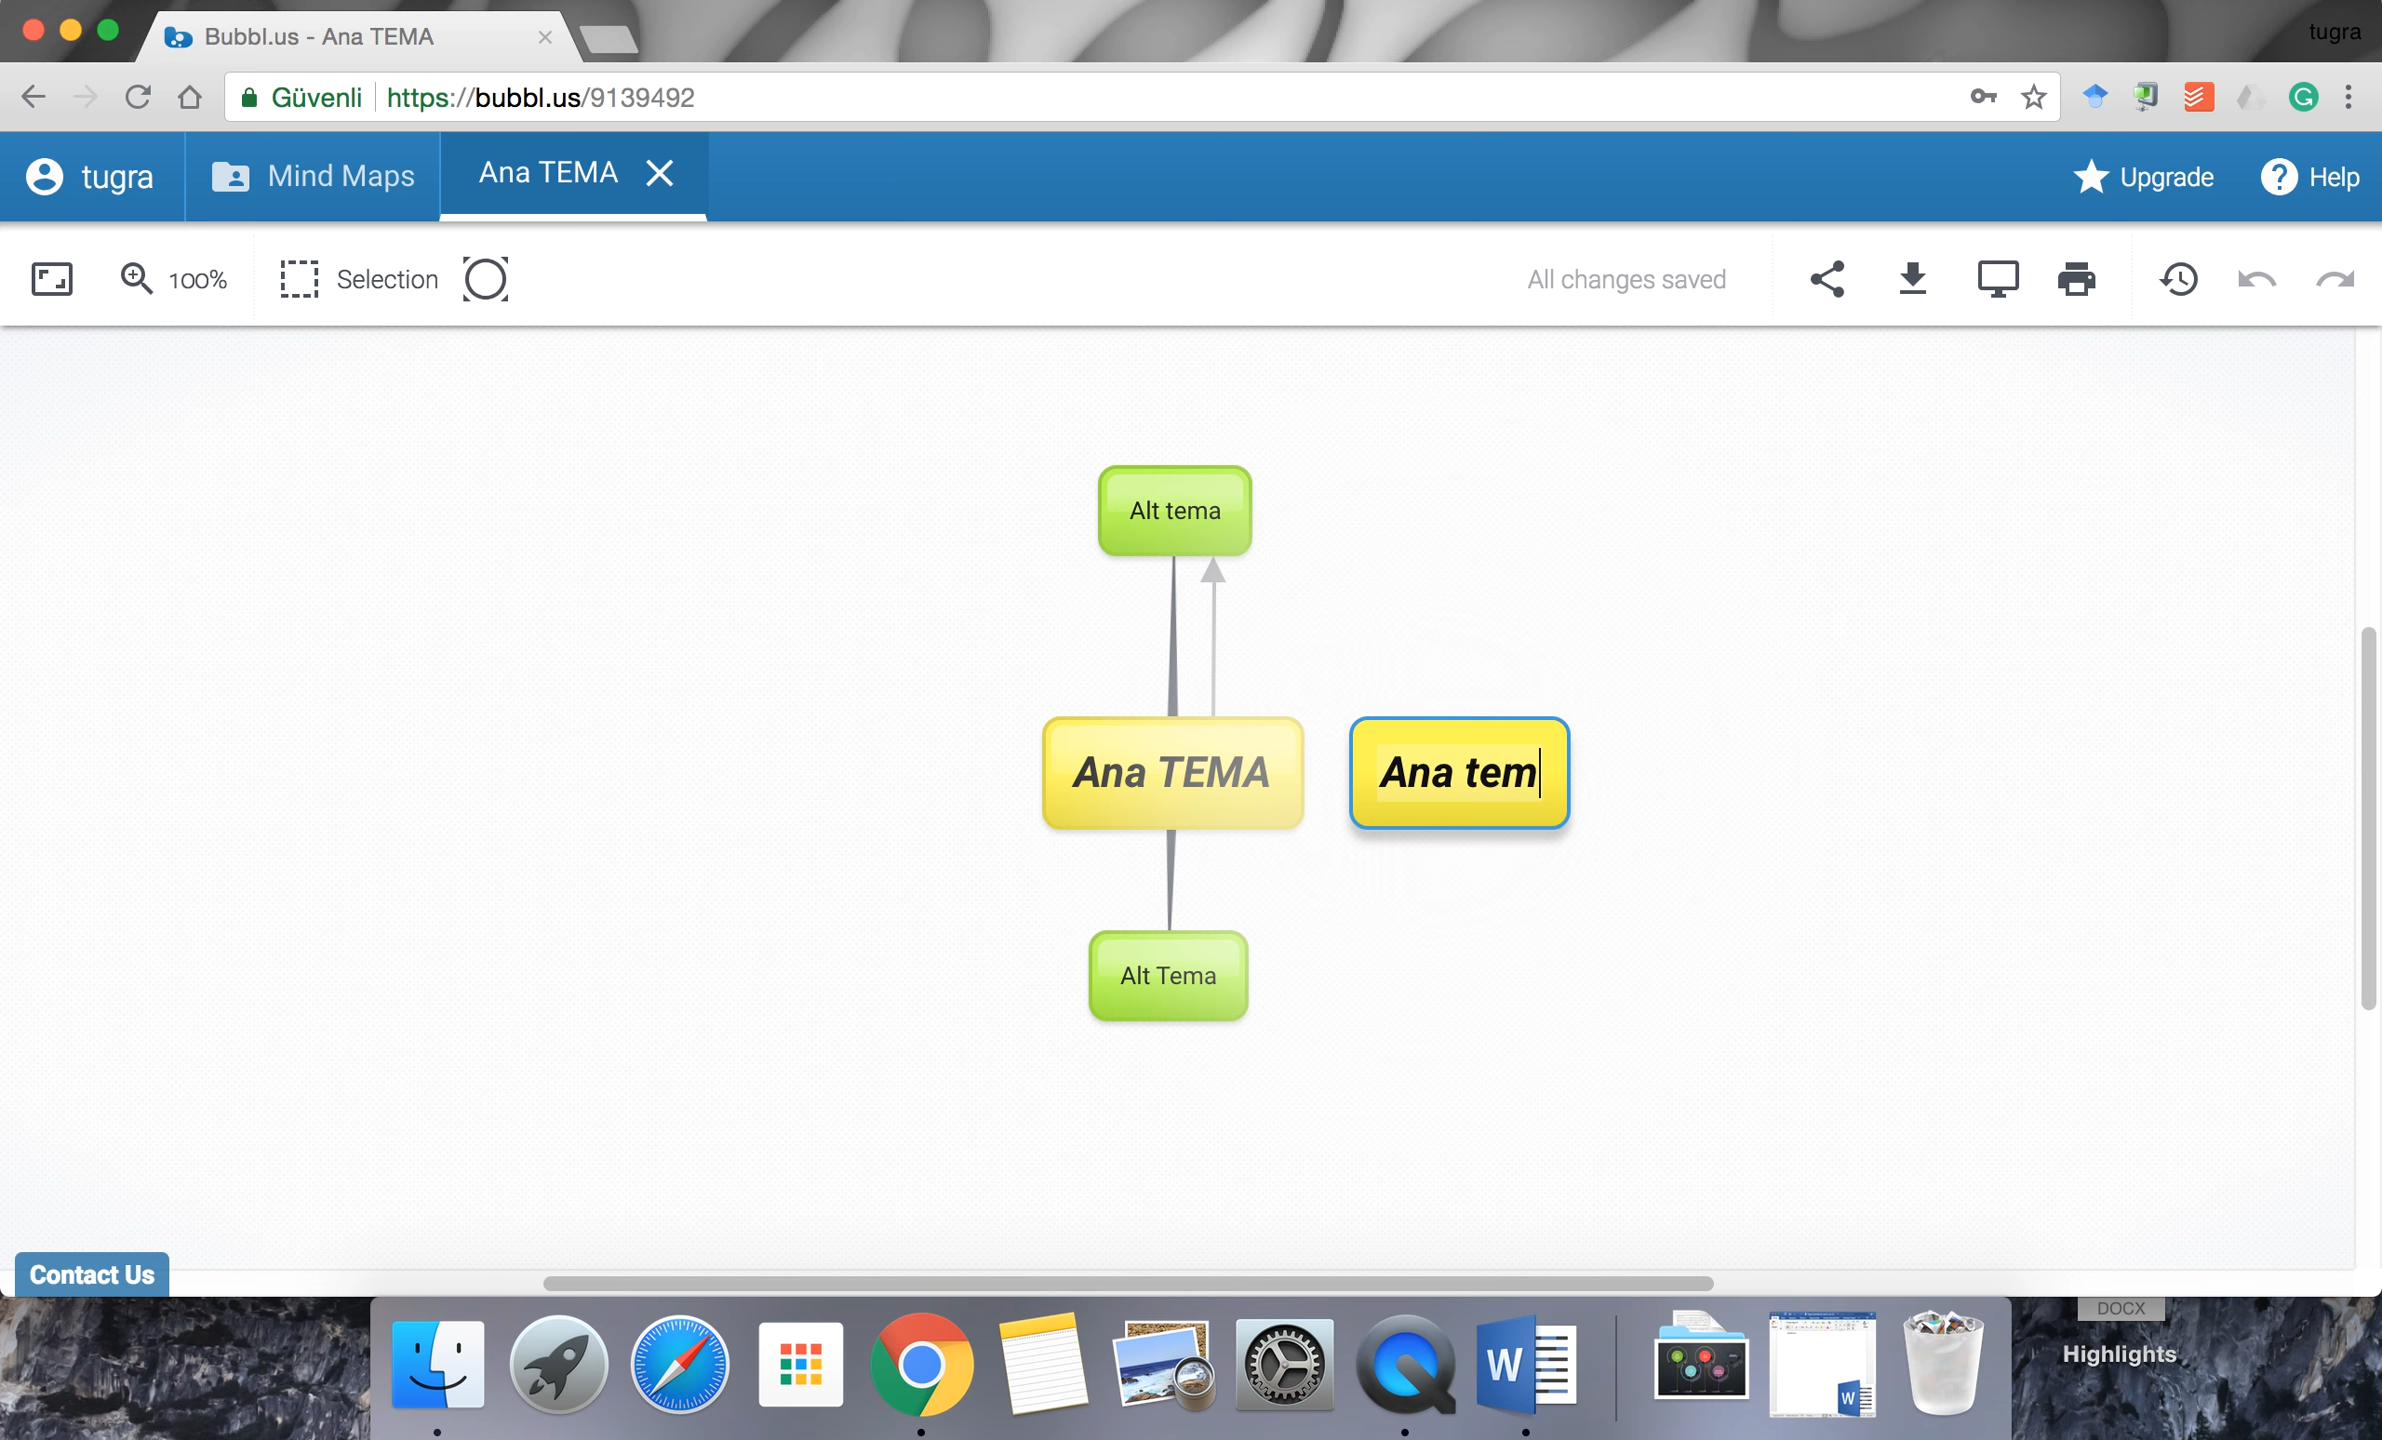 Bubbl.us - Ana TEMA
tugra
Güvenli
https://bubbl.us/9139492
tugra
Mind Maps
Ana TEMA
Upgrade
Help
100%
Selection
All changes saved
Alt tema
Ana TEMA
Ana tem
Alt Tema
Contact Us
DOCX
Highlights